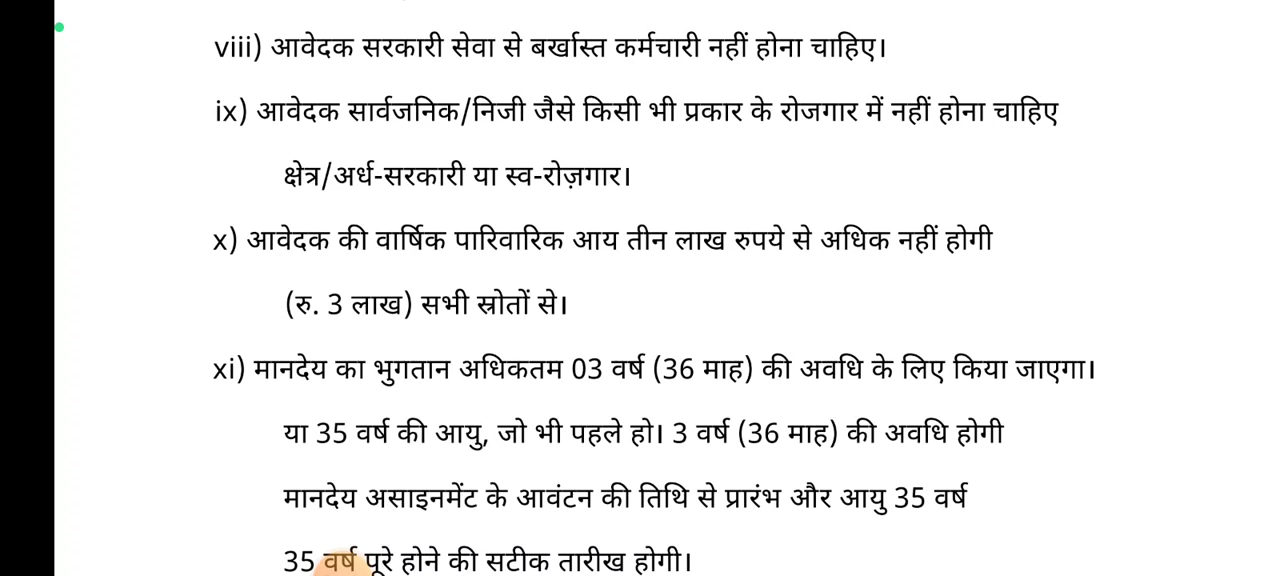 viii) आवेदक सरकारी सेवा से बर्खास्त कर्मचारी नहीं होना चाहिए।
ix) आवेदक सार्वजनिक/निजी जैसे किसी भी प्रकार के रोजगार में नहीं होना चाहिए
क्षेत्र/अर्ध-सरकारी या स्व-रोज़गार।
x) आवेदक की वार्षिक पारिवारिक आय तीन लाख रुपये से अधिक नहीं होगी
(रु. 3 लाख) सभी स्रोतों से।
xi) मानदेय का भुगतान अधिकतम 03 वर्ष (36 माह) की अवधि के लिए किया जाएगा।
या 35 वर्ष की आयु, जो भी पहले हो। 3 वर्ष (36 माह) की अवधि होगी
मानदेय असाइनमेंट के आवंटन की तिथि से प्रारंभ और आयु 35 वर्ष
35 वर्ष पूरे होने की सटीक तारीख होगी।